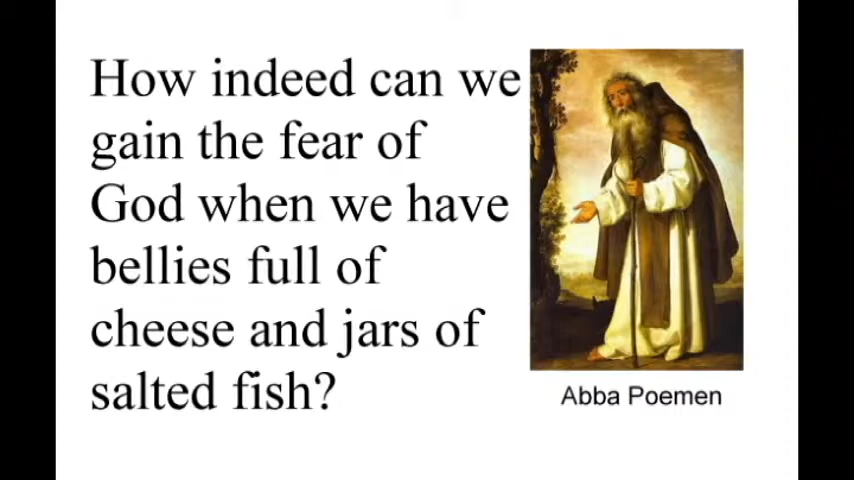 How indeed can we
gain the fear of
God when we have
bellies full of
cheese and jars of
salted fish?
Abba Poemen